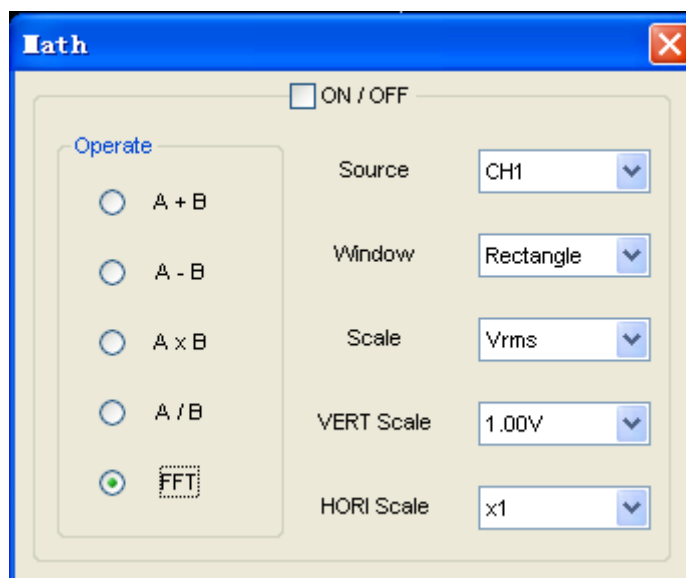 Math
ON / OFF
Operate
A + B
A - B
A x B
A / B
FFT
Source CH1
Window Rectangle
Scale Vrms
VERT Scale 1.00V
HORI Scale x1